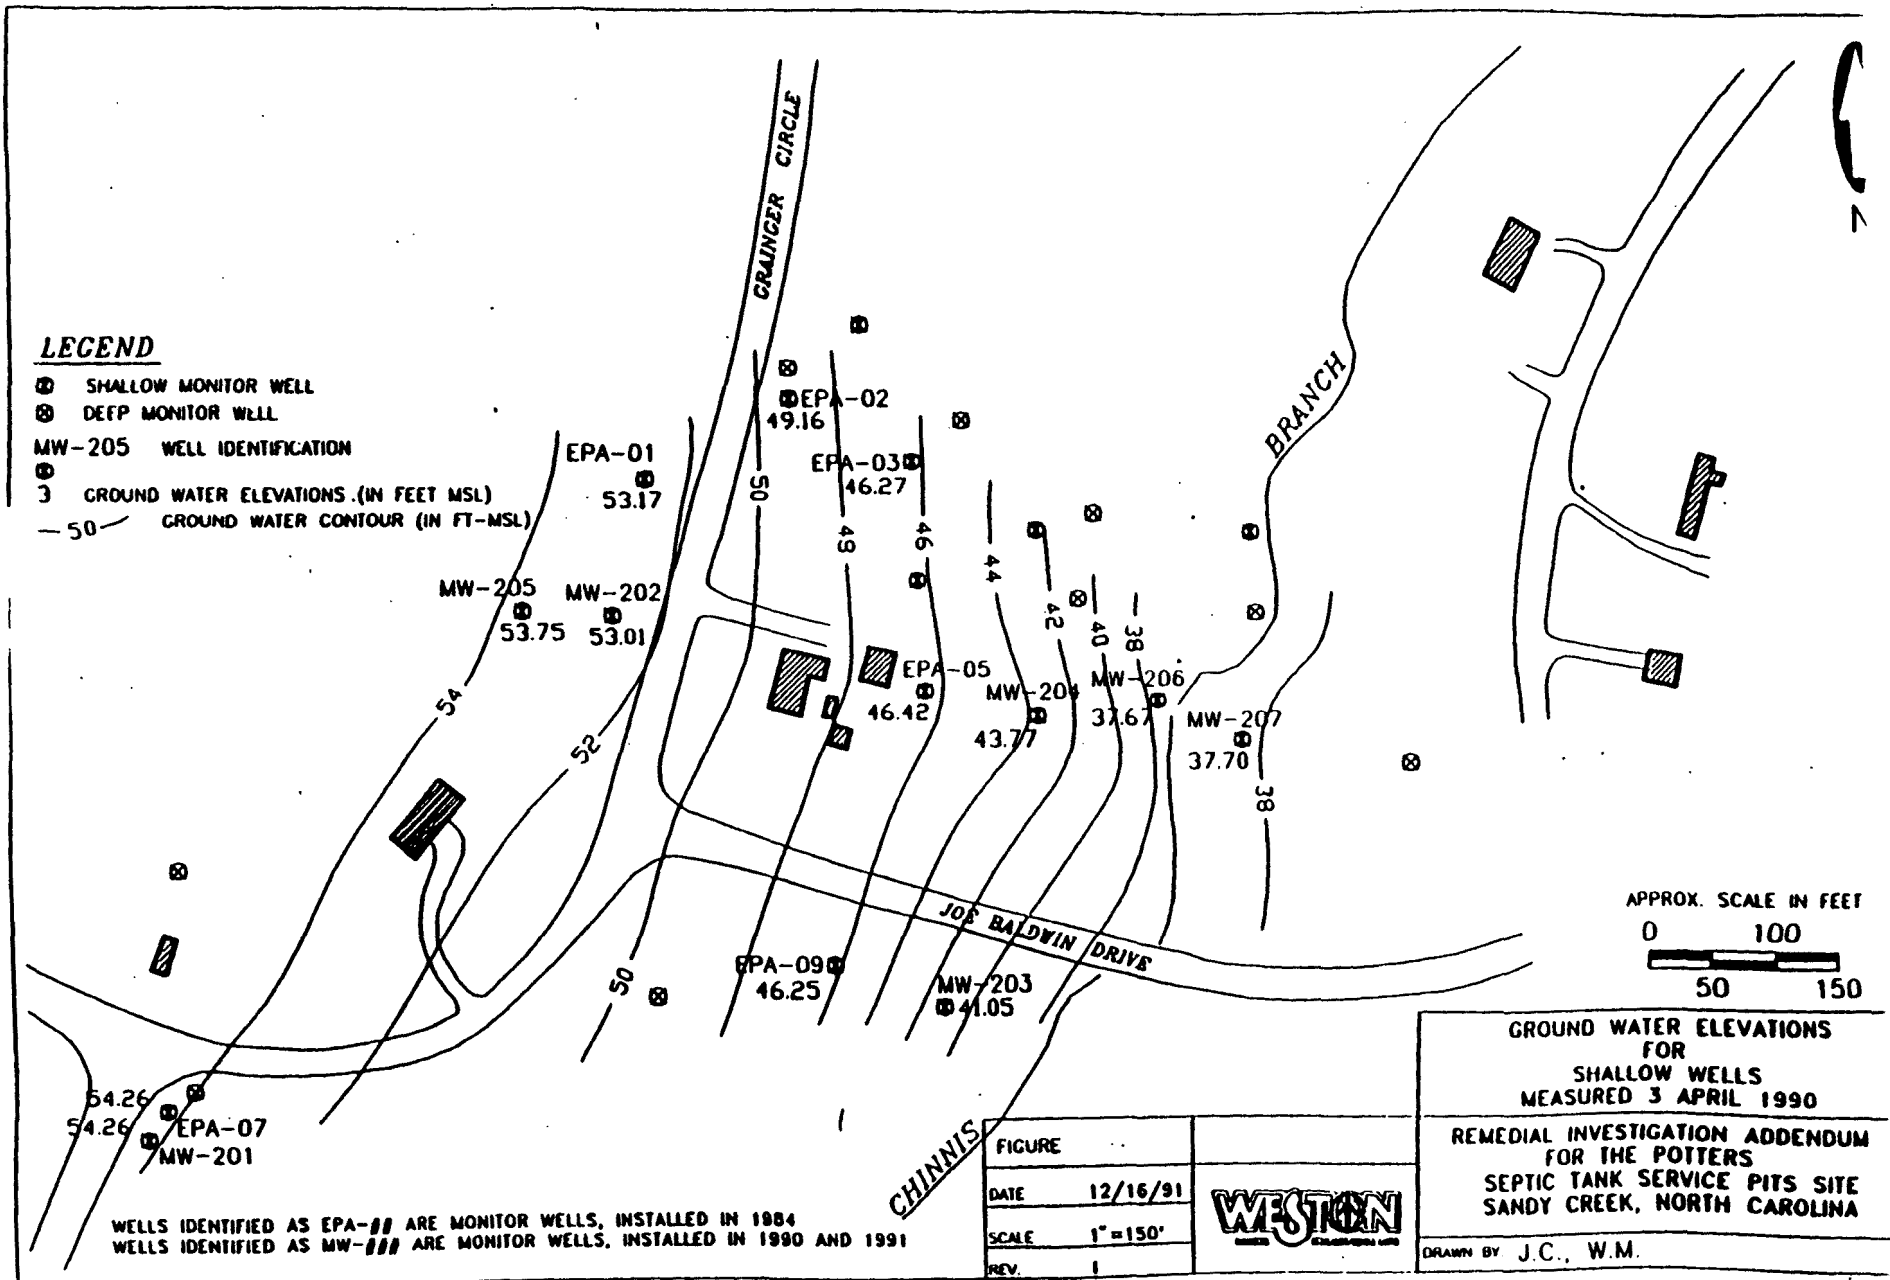 GRAINGER CIRCLE
N
LEGEND
SHALLOW MONITOR WELL
DEEP MONITOR WELL
MW-205 WELL IDENTIFICATION
3 GROUND WATER ELEVATIONS.(IN FEET MSL)
50 GROUND WATER CONTOUR (IN FT-MSL)
EPA-02
49.16
EPA-01
53.17
EPA-03
46.27
BRANCH
50
48
46
44
42
40
38
MW-205
53.75
MW-202
53.01
EPA-05
46.42
MW-204
43.77
MW-206
37.67
MW-207
37.70
54
52
38
JOE BALDWIN DRIVE
50
EPA-09
46.25
MW-203
41.05
54.26
54.26
EPA-07
MW-201
CHINNIS
APPROX. SCALE IN FEET
0 100
50 150
GROUND WATER ELEVATIONS
FOR
SHALLOW WELLS
MEASURED 3 APRIL 1990
REMEDIAL INVESTIGATION ADDENDUM
FOR THE POTTERS
SEPTIC TANK SERVICE PITS SITE
SANDY CREEK, NORTH CAROLINA
DRAWN BY J.C., W.M.
FIGURE
DATE 12/16/91
SCALE 1"=150'
REV. 1
WESTON
WELLS IDENTIFIED AS EPA-## ARE MONITOR WELLS, INSTALLED IN 1984
WELLS IDENTIFIED AS MW-### ARE MONITOR WELLS, INSTALLED IN 1990 AND 1991